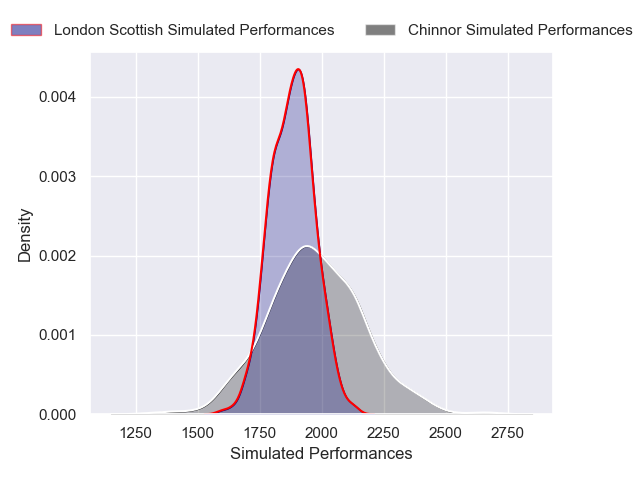 London Scottish Simulated Performances
Chinnor Simulated Performances
0.004
0.003
0.002
0.001
0.000
Density
1250 1500 1750 2000 2250 2500 2750
Simulated Performances